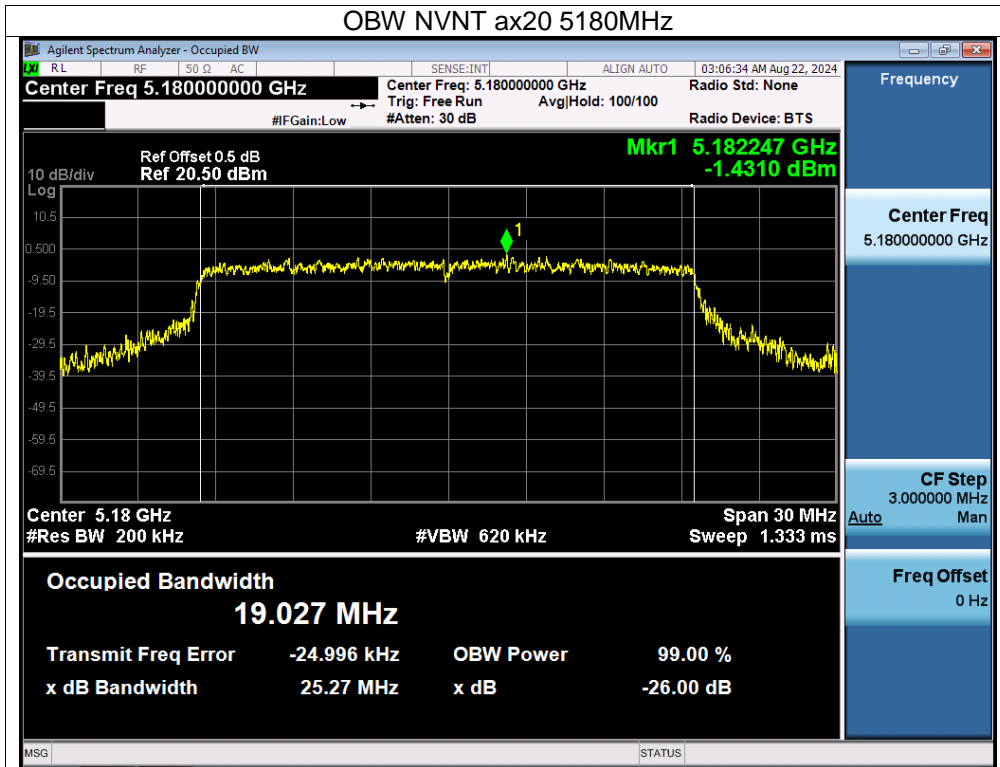 OBW NVNT ax20 5180MHz
Agilent Spectrum Analyzer - Occupied BW
LXI RL RF 50 Ω AC SENSE:INT ALIGN AUTO 03:06:34 AM Aug 22, 2024
Center Freq 5.180000000 GHz
#IFGain:Low
Center Freq: 5.180000000 GHz
Trig: Free Run Avg|Hold: 100/100
#Atten: 30 dB
Radio Std: None
Radio Device: BTS
Ref Offset 0.5 dB
10 dB/div Ref 20.50 dBm
Log
Mkr1 5.182247 GHz
-1.4310 dBm
10.5
0.500
-9.50
-19.5
-29.5
-39.5
-49.5
-59.5
-69.5
1
Center 5.18 GHz Span 30 MHz
#Res BW 200 kHz #VBW 620 kHz Sweep 1.333 ms
Occupied Bandwidth
19.027 MHz
Transmit Freq Error -24.996 kHz OBW Power 99.00 %
x dB Bandwidth 25.27 MHz x dB -26.00 dB
MSG STATUS
Frequency
Center Freq
5.180000000 GHz
CF Step
3.000000 MHz
Auto Man
Freq Offset
0 Hz